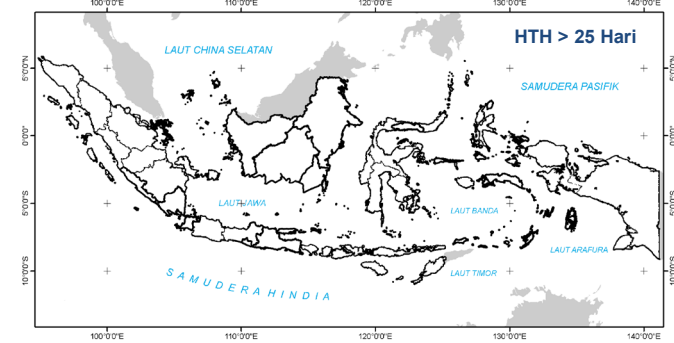 100°0'0"E 110°0'0"E 120°0'0"E 130°0'0"E 140°0'0"E
HTH > 25 Hari
LAUT CHINA SELATAN
5°0'0"N 5°0'0"N
SAMUDERA PASIFIK
0°0'0" 0°0'0"
LAUT JAWA
5°0'0"S 5°0'0"S
LAUT BANDA
LAUT ARAFURA
10°0'0"S 10°0'0"S
LAUT TIMOR
SAMUDERA HINDIA
100°0'0"E 110°0'0"E 120°0'0"E 130°0'0"E 140°0'0"E